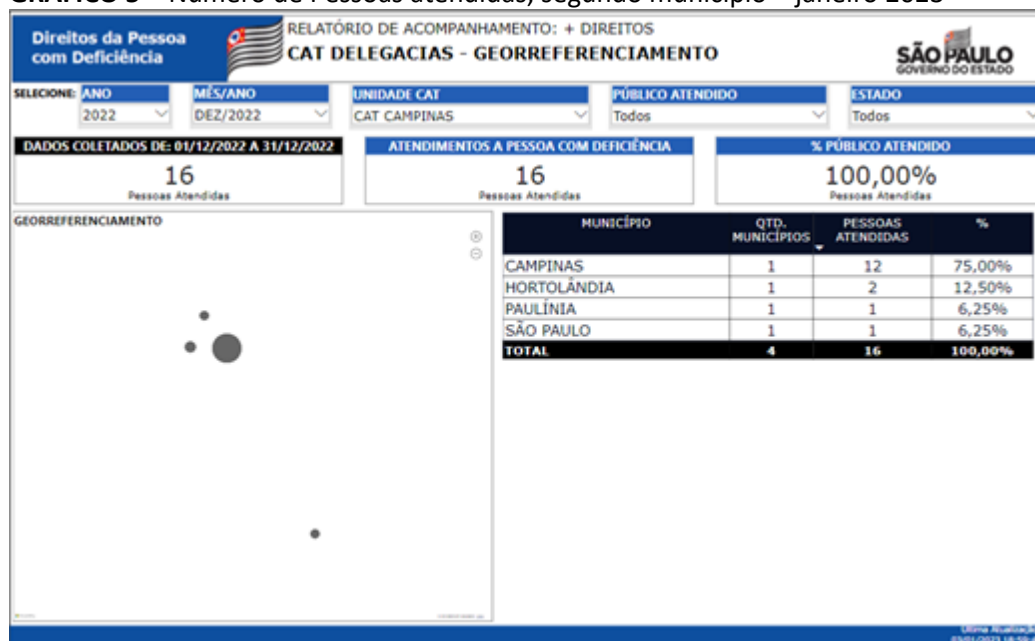 GRÁFICO 5 – Número de Pessoas atendidas, segundo município – janeiro 2023
Direitos da Pessoa
com Deficiência
RELATÓRIO DE ACOMPANHAMENTO: + DIREITOS
CAT DELEGACIAS - GEORREFERENCIAMENTO
SÃO PAULO
GOVERNO DO ESTADO
SELECIONE: ANO MÊS/ANO UNIDADE CAT PÚBLICO ATENDIDO ESTADO
2022 DEZ/2022 CAT CAMPINAS Todos Todos
DADOS COLETADOS DE: 01/12/2022 A 31/12/2022 ATENDIMENTOS A PESSOA COM DEFICIÊNCIA % PÚBLICO ATENDIDO
16 16 100,00%
Pessoas Atendidas Pessoas Atendidas Pessoas Atendidas
GEORREFERENCIAMENTO
MUNICÍPIO QTD. MUNICÍPIOS PESSOAS ATENDIDAS %
CAMPINAS 1 12 75,00%
HORTOLÂNDIA 1 2 12,50%
PAULÍNIA 1 1 6,25%
SÃO PAULO 1 1 6,25%
TOTAL 4 16 100,00%
Última Atualização